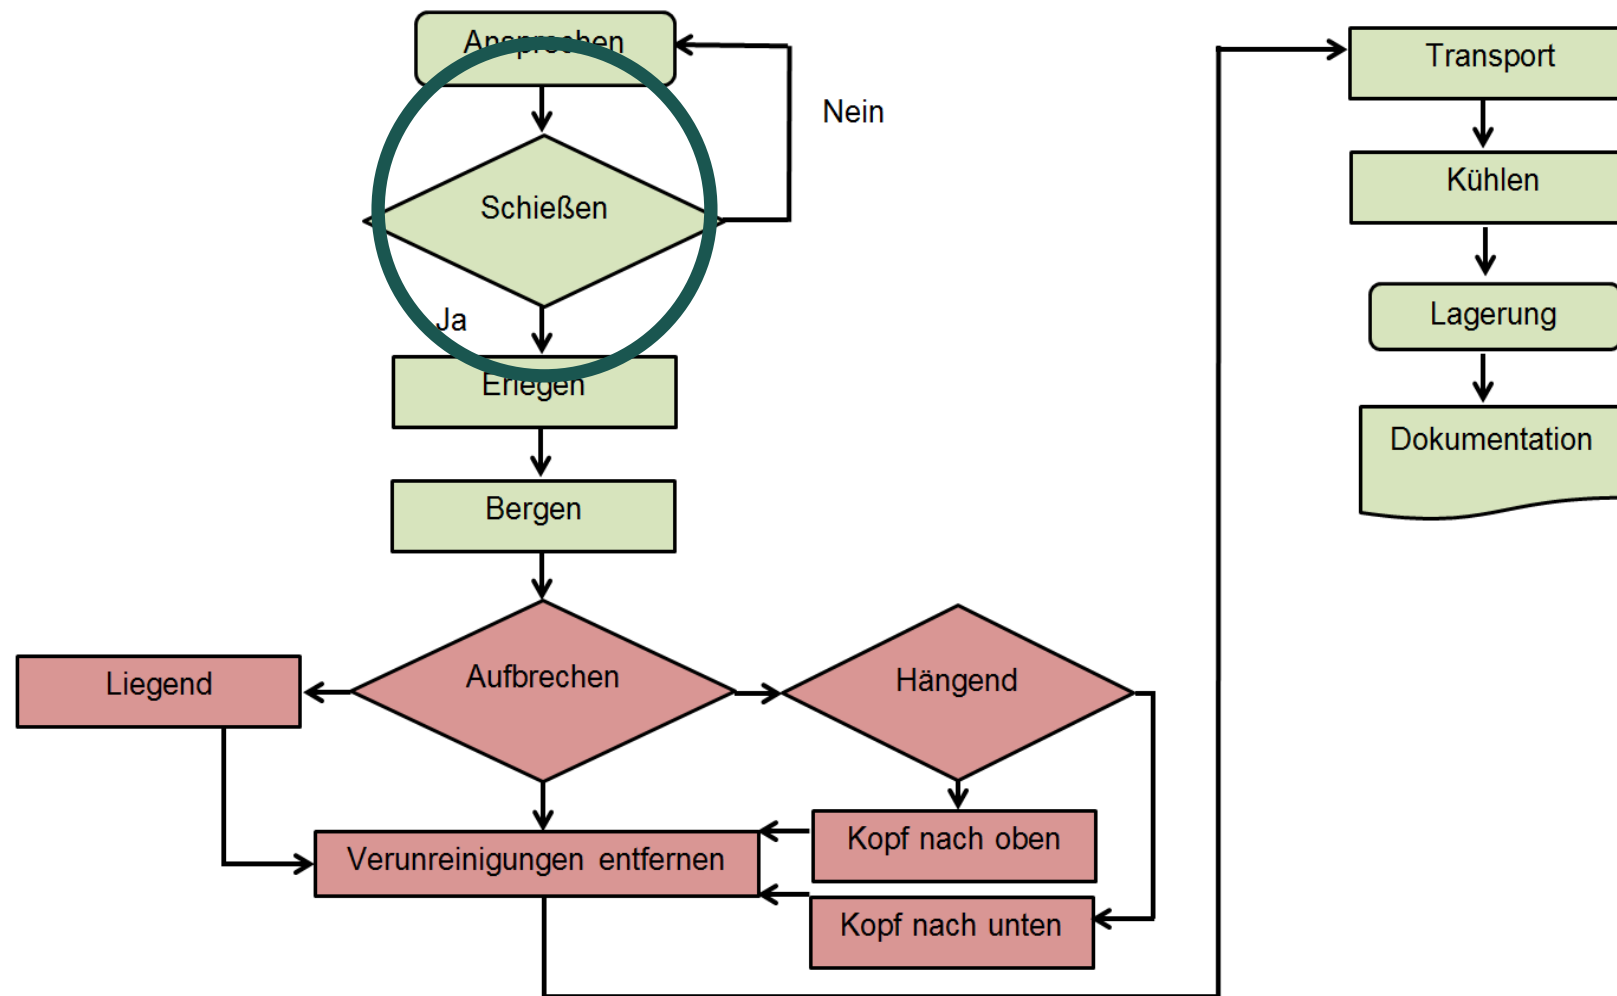 Ansprechen
Nein
Schießen
Ja
Erlegen
Bergen
Aufbrechen
Liegend
Hängend
Verunreinigungen entfernen
Kopf nach oben
Kopf nach unten
Transport
Kühlen
Lagerung
Dokumentation